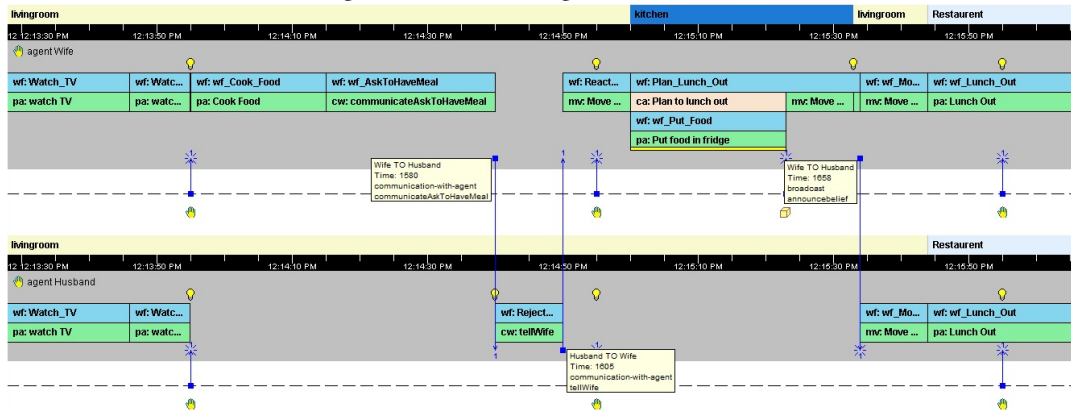 livingroom kitchen livingroom Restaurent
12 12:13:30 PM 12:13:50 PM 12:14:10 PM 12:14:30 PM 12:14:50 PM 12:15:10 PM 12:15:30 PM 12:15:50 PM
agent Wife
wf: Watch_TV wf: Watc... wf: wf_Cook_Food wf: wf_AskToHaveMeal wf: React... wf: Plan_Lunch_Out wf: wf_Mo... wf: wf_Lunch_Out
pa: watch TV pa: watc... pa: Cook Food cw: communicateAskToHaveMeal mv: Move ... ca: Plan to lunch out mv: Move ... mv: Move ... pa: Lunch Out
wf: wf_Put_Food
pa: Put food in fridge
Wife TO Husband
Time: 1580
communication-with-agent
communicateAskToHaveMeal
1
Wife TO Husband
Time: 1658
broadcast
announcebelief
livingroom Restaurent
12 12:13:30 PM 12:13:50 PM 12:14:10 PM 12:14:30 PM 12:14:50 PM 12:15:10 PM 12:15:30 PM 12:15:50 PM
agent Husband
wf: Watch_TV wf: Watc... wf: Reject... wf: wf_Mo... wf: wf_Lunch_Out
pa: watch TV pa: watc... cw: tellWife mv: Move ... pa: Lunch Out
1
Husband TO Wife
Time: 1605
communication-with-agent
tellWife